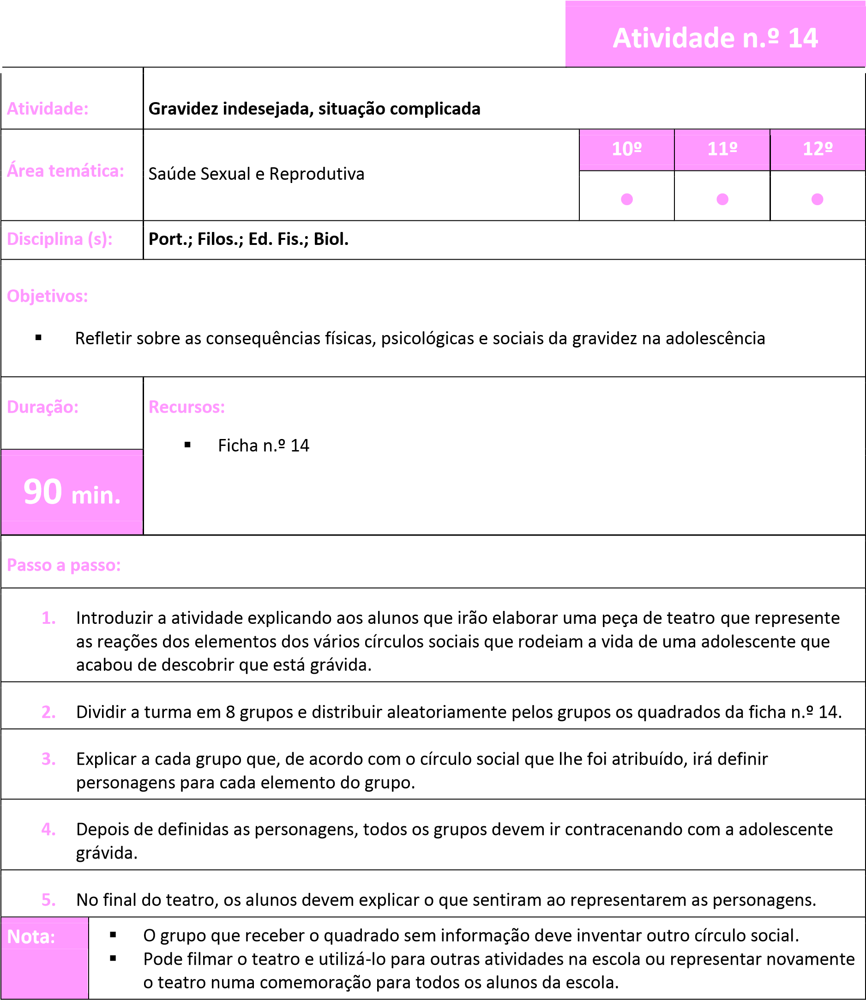 Atividade n.º 14
Atividade:
Gravidez indesejada, situação complicada
Área temática:
Saúde Sexual e Reprodutiva
10º 11º 12º
Disciplina (s):
Port.; Filos.; Ed. Fis.; Biol.
Objetivos:
▪ Refletir sobre as consequências físicas, psicológicas e sociais da gravidez na adolescência
Duração:
90 min.
Recursos:
▪ Ficha n.º 14
Passo a passo:
1. Introduzir a atividade explicando aos alunos que irão elaborar uma peça de teatro que represente
as reações dos elementos dos vários círculos sociais que rodeiam a vida de uma adolescente que
acabou de descobrir que está grávida.
2. Dividir a turma em 8 grupos e distribuir aleatoriamente pelos grupos os quadrados da ficha n.º 14.
3. Explicar a cada grupo que, de acordo com o círculo social que lhe foi atribuído, irá definir
personagens para cada elemento do grupo.
4. Depois de definidas as personagens, todos os grupos devem ir contracenando com a adolescente
grávida.
5. No final do teatro, os alunos devem explicar o que sentiram ao representarem as personagens.
Nota:
▪ O grupo que receber o quadrado sem informação deve inventar outro círculo social.
▪ Pode filmar o teatro e utilizá-lo para outras atividades na escola ou representar novamente
o teatro numa comemoração para todos os alunos da escola.